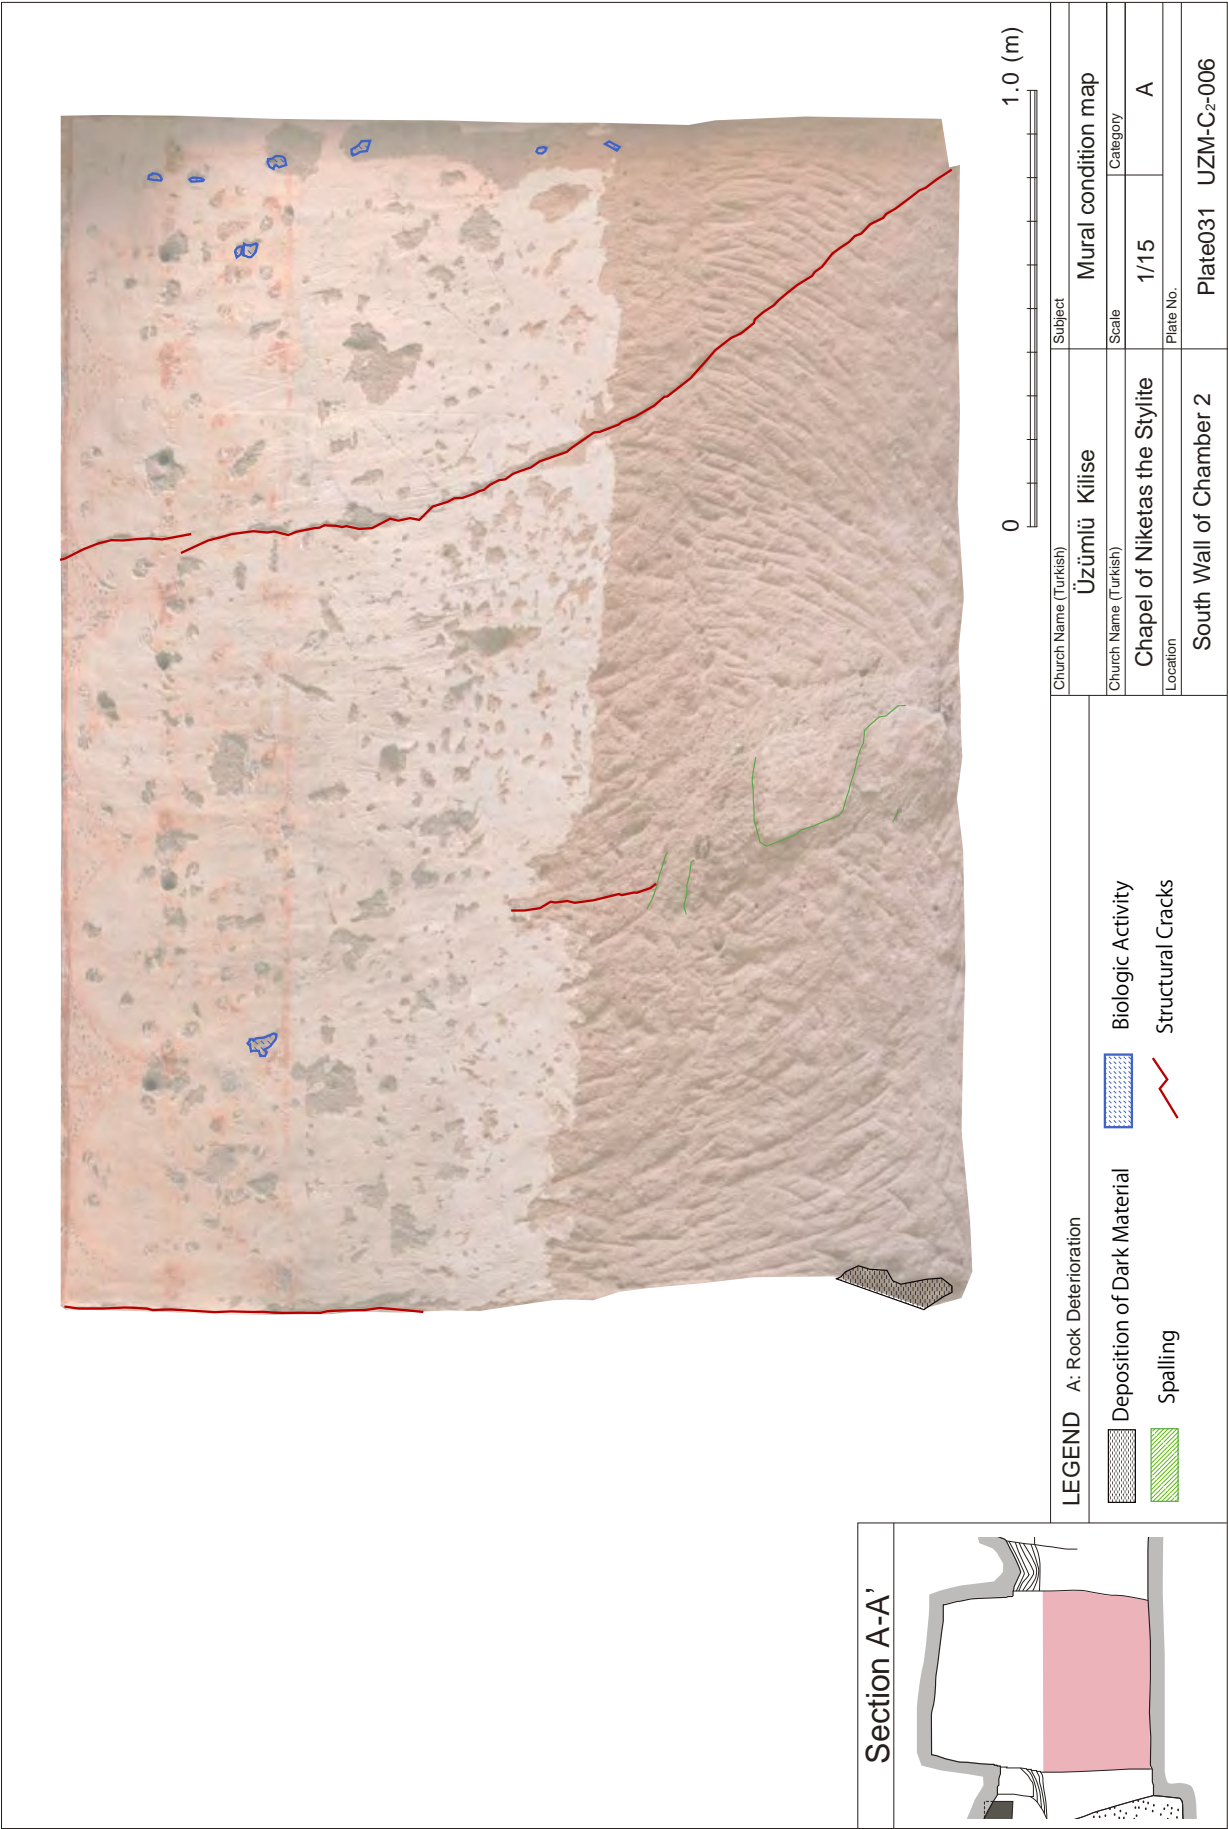 0
1.0 (m)
Section A-A'
LEGEND A: Rock Deterioration
Deposition of Dark Material
Biologic Activity
Spalling
Structural Cracks
Church Name (Turkish)
Üzümlü Kilise
Subject
Mural condition map
Church Name (Turkish)
Chapel of Niketas the Stylite
Scale
1/15
Category
A
Location
South Wall of Chamber 2
Plate No.
Plate031 UZM-C₂-006